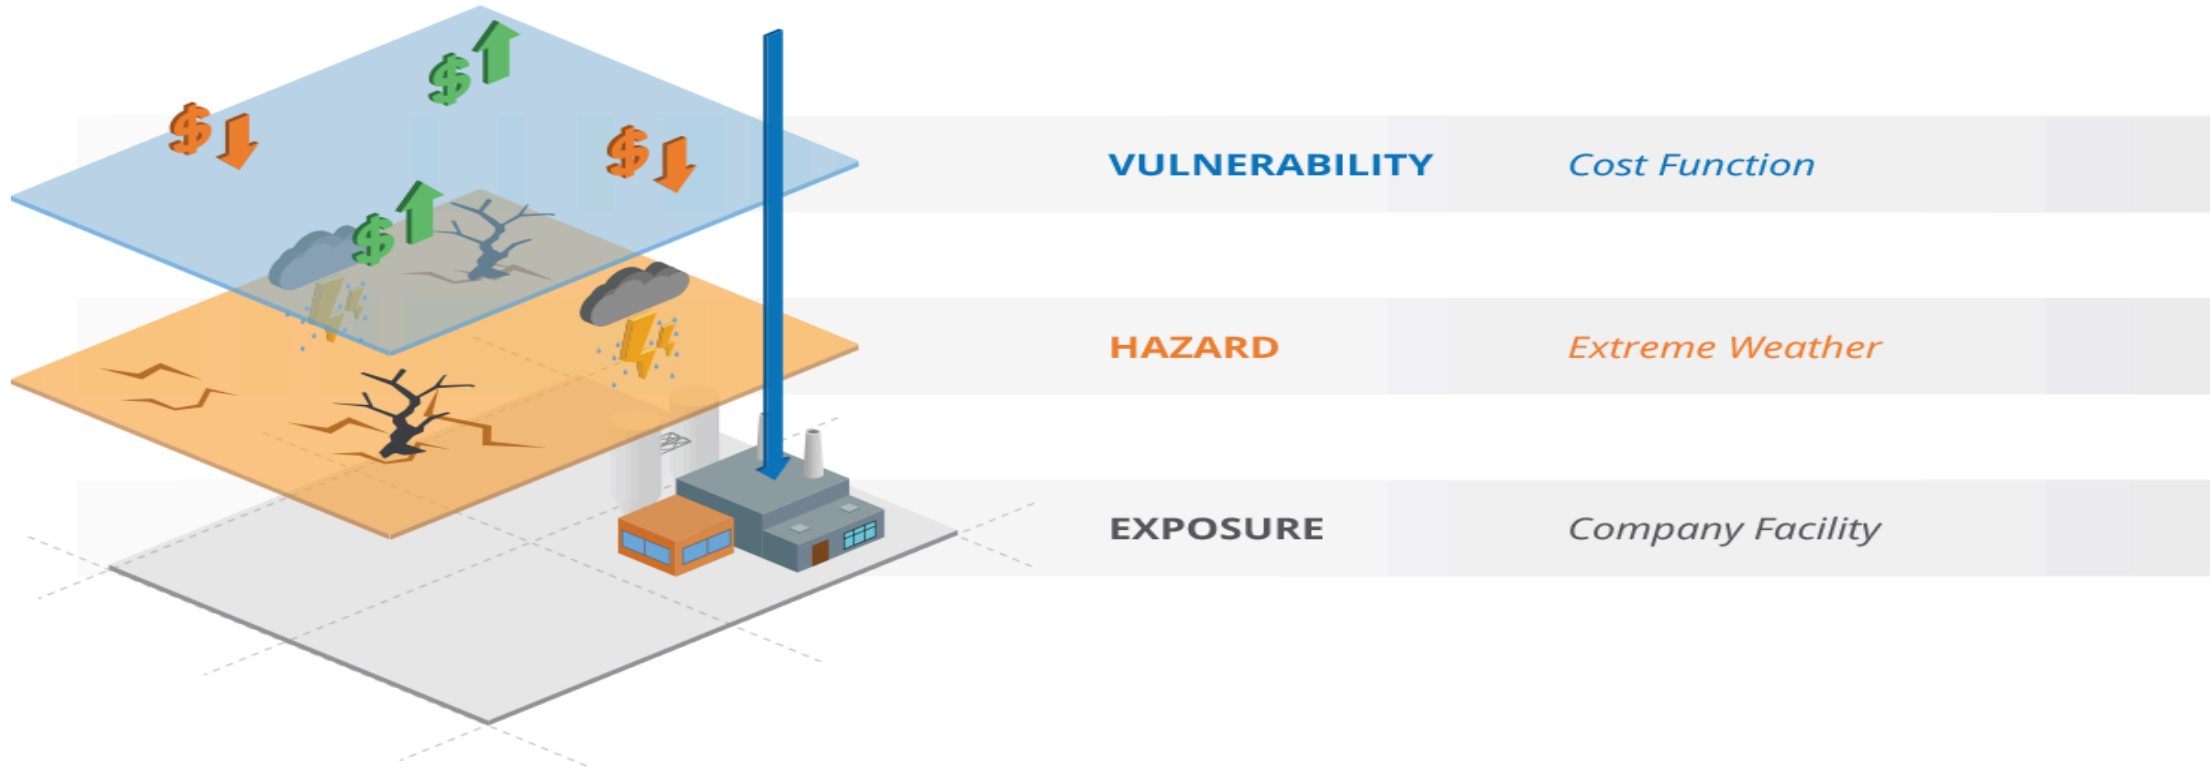 $
$
$
$
VULNERABILITY Cost Function
HAZARD Extreme Weather
EXPOSURE Company Facility